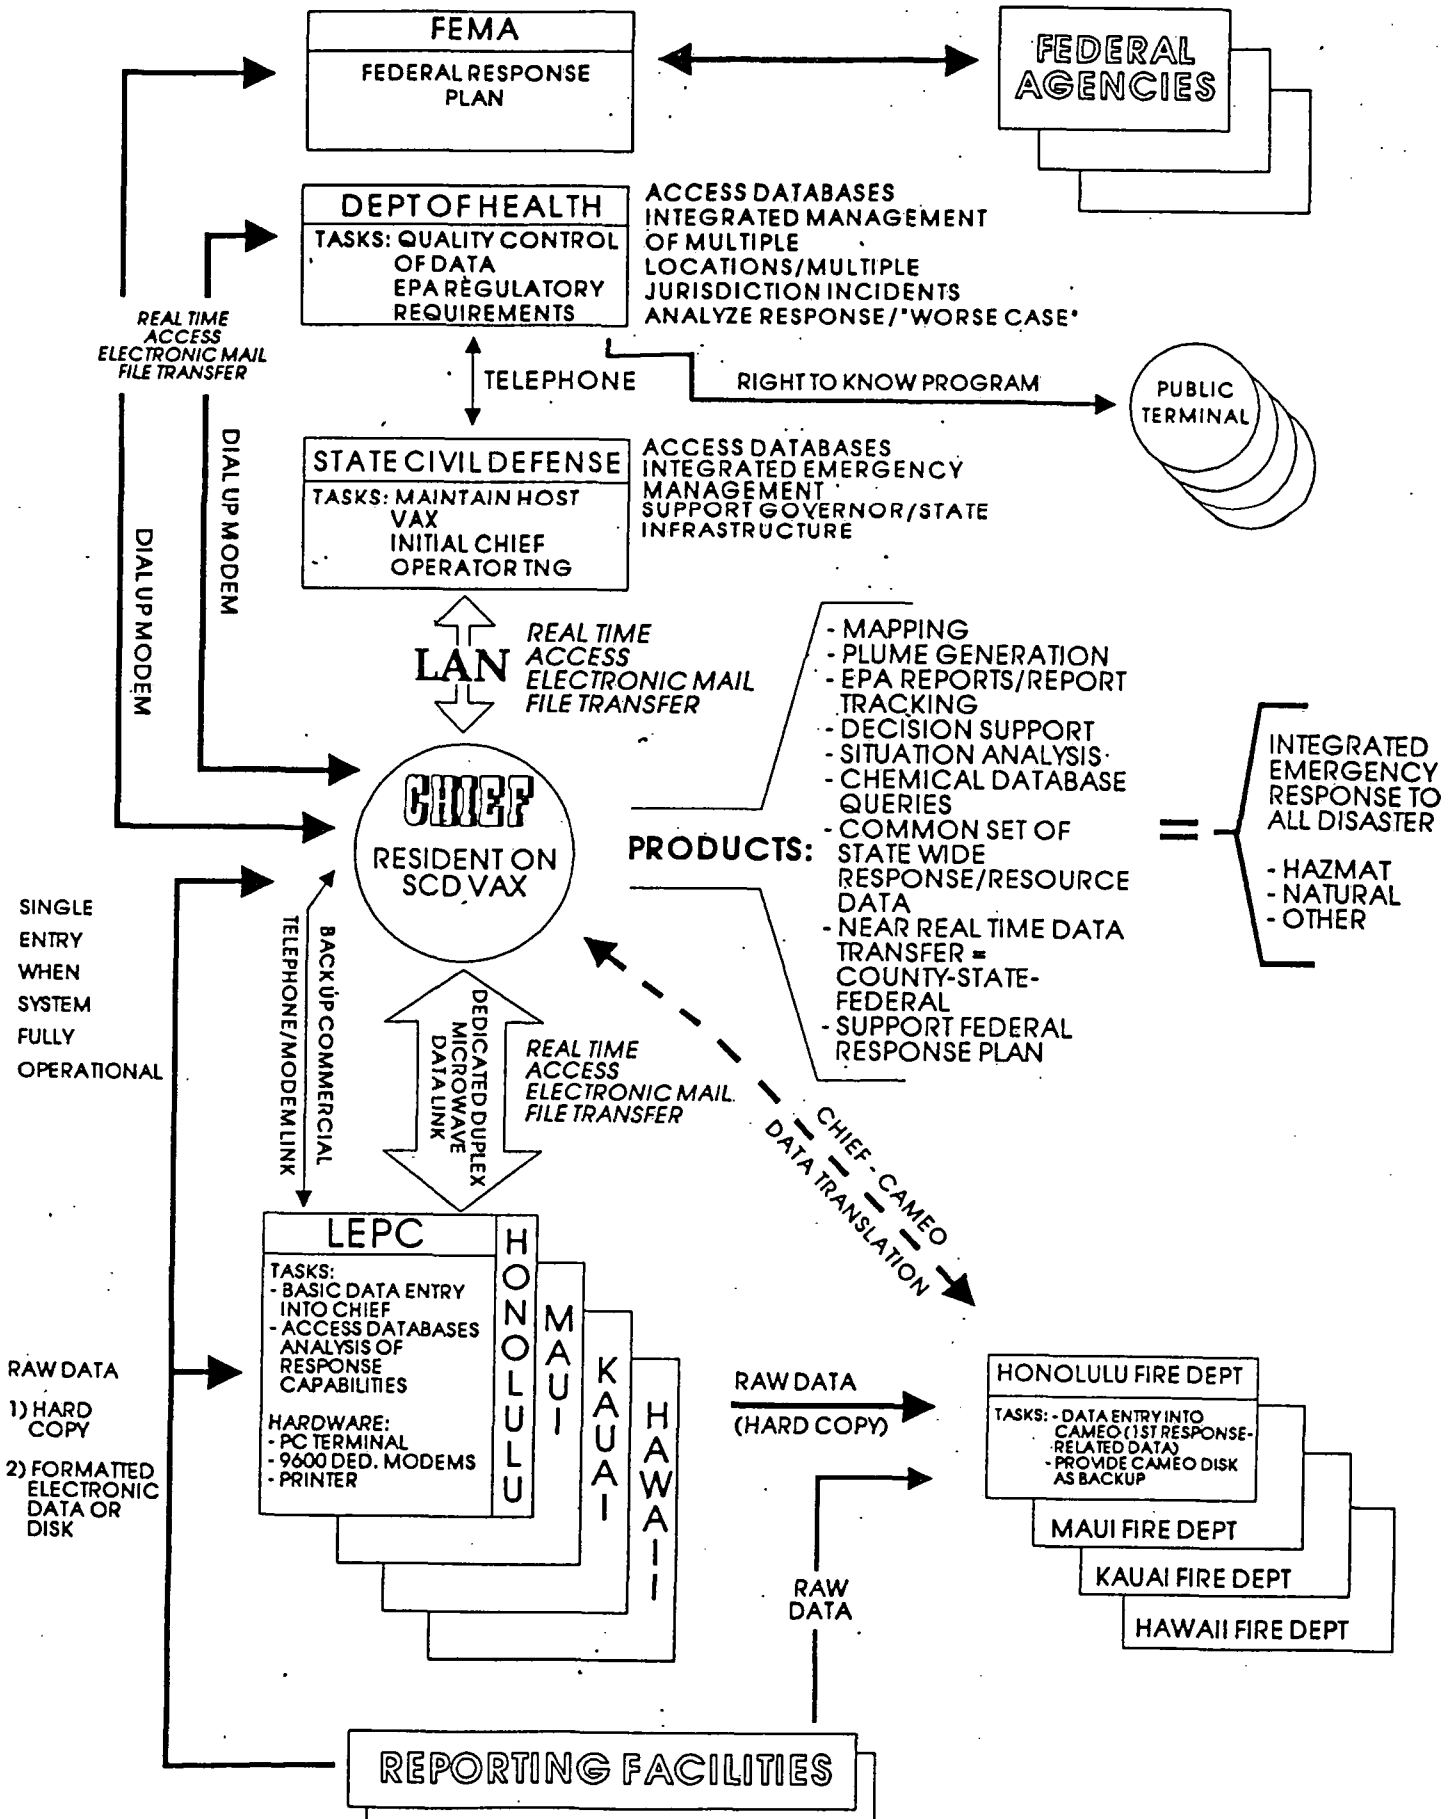 FEMA
FEDERAL RESPONSE
PLAN
FEDERAL
AGENCIES
DEPT OF HEALTH
TASKS: QUALITY CONTROL
OF DATA
EPA REGULATORY
REQUIREMENTS
ACCESS DATABASES
INTEGRATED MANAGEMENT
OF MULTIPLE
LOCATIONS/MULTIPLE
JURISDICTION INCIDENTS
ANALYZE RESPONSE/"WORSE CASE"
REAL TIME
ACCESS
ELECTRONIC MAIL
FILE TRANSFER
TELEPHONE
RIGHT TO KNOW PROGRAM
PUBLIC
TERMINAL
DIAL UP MODEM
DIAL UP MODEM
STATE CIVIL DEFENSE
TASKS: MAINTAIN HOST
VAX
INITIAL CHIEF
OPERATOR TNG
ACCESS DATABASES
INTEGRATED EMERGENCY
MANAGEMENT
SUPPORT GOVERNOR/STATE
INFRASTRUCTURE
LAN
REAL TIME
ACCESS
ELECTRONIC MAIL
FILE TRANSFER
CHIEF
RESIDENT ON
SCD VAX
PRODUCTS:
- MAPPING
- PLUME GENERATION
- EPA REPORTS/REPORT
TRACKING
- DECISION SUPPORT
- SITUATION ANALYSIS
- CHEMICAL DATABASE
QUERIES
- COMMON SET OF
STATE WIDE
RESPONSE/RESOURCE
DATA
- NEAR REAL TIME DATA
TRANSFER =
COUNTY-STATE-
FEDERAL
- SUPPORT FEDERAL
RESPONSE PLAN
=
INTEGRATED
EMERGENCY
RESPONSE TO
ALL DISASTER
- HAZMAT
- NATURAL
- OTHER
SINGLE
ENTRY
WHEN
SYSTEM
FULLY
OPERATIONAL
BACKUP COMMERCIAL
TELEPHONE/MODEM LINK
DEDICATED DUPLEX
MICROWAVE
DATA LINK
REAL TIME
ACCESS
ELECTRONIC MAIL
FILE TRANSFER
CHIEF - CAMEO
DATA TRANSLATION
LEPC
TASKS:
- BASIC DATA ENTRY
INTO CHIEF
- ACCESS DATABASES
ANALYSIS OF
RESPONSE
CAPABILITIES
HARDWARE:
- PC TERMINAL
- 9600 DED. MODEMS
- PRINTER
HONOLULU
MAUI
KAUAI
HAWAII
RAW DATA
1) HARD
COPY
2) FORMATTED
ELECTRONIC
DATA OR
DISK
RAW DATA
(HARD COPY)
RAW
DATA
HONOLULU FIRE DEPT
TASKS: - DATA ENTRY INTO
CAMEO (1ST RESPONSE-
RELATED DATA)
- PROVIDE CAMEO DISK
AS BACKUP
MAUI FIRE DEPT
KAUAI FIRE DEPT
HAWAII FIRE DEPT
REPORTING FACILITIES